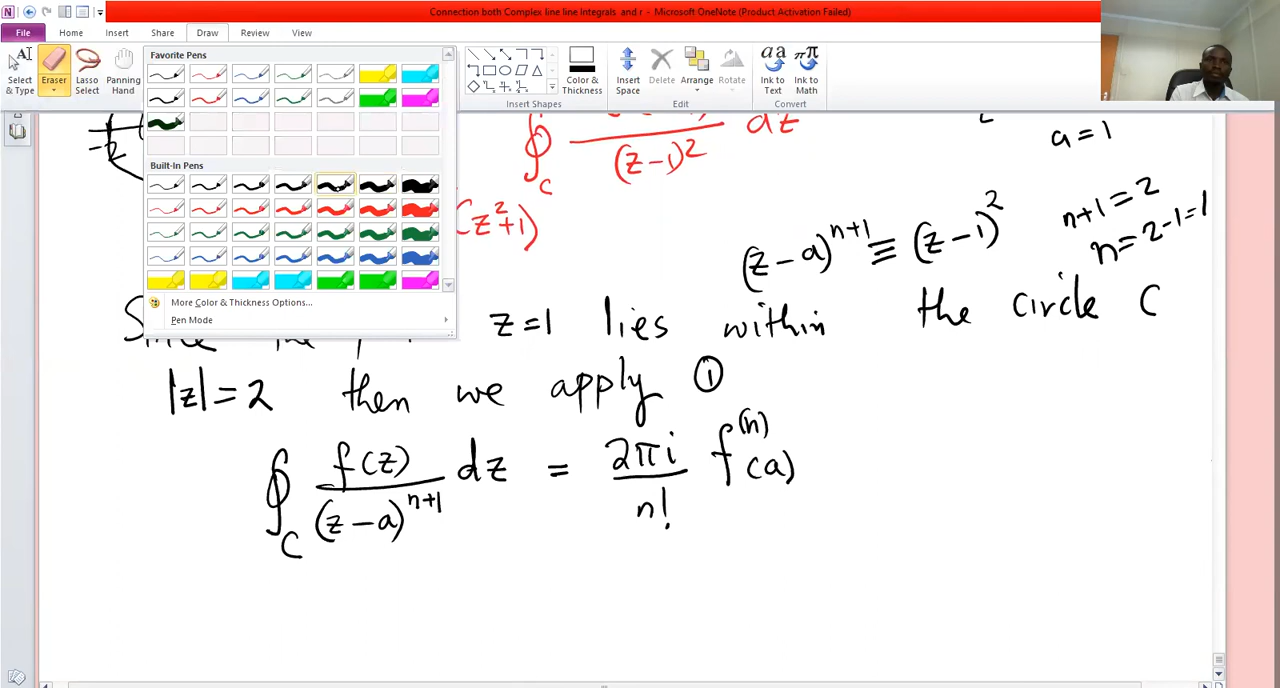 Connection both Complex line line Integrals and r - Microsoft OneNote (Product Activation Failed)
File Home Insert Share Draw Review View
Select & Type
Eraser
Lasso Select
Panning Hand
Favorite Pens
Built-In Pens
More Color & Thickness Options...
Pen Mode
Color & Thickness
Insert Space
Delete
Arrange
Rotate
Ink to Text
Ink to Math
Insert Shapes
Edit
Convert
-2
∮_C ——— dz
(z-1)^2
a=1
(z^2+1)
(z-a)^{n+1} ≡ (z-1)^2
n+1=2
n=2-1=1
Since the z=1 lies within the circle C
|z|=2 then we apply ①
∮_C f(z)/(z-a)^{n+1} dz = 2πi/n! f^{(n)}(a)